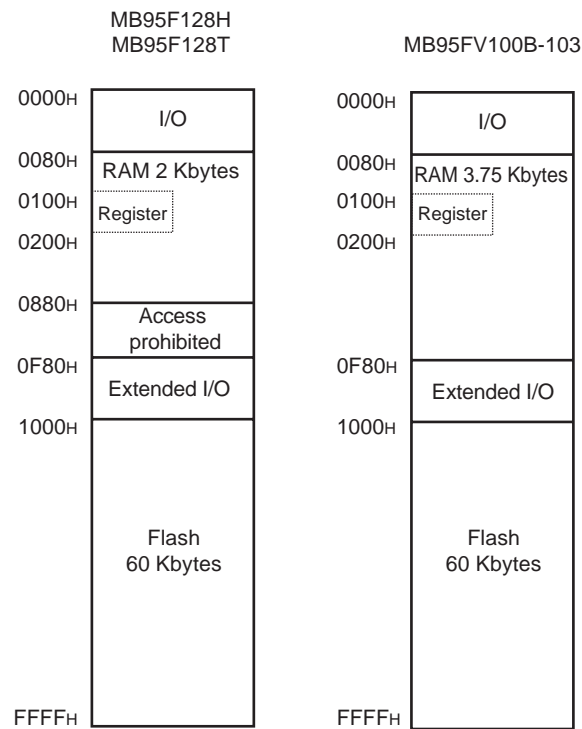 MB95F128H
MB95F128T
0000H
I/O
0080H
RAM 2 Kbytes
0100H
Register
0200H
0880H
Access
prohibited
0F80H
Extended I/O
1000H
Flash
60 Kbytes
FFFFH
MB95FV100B-103
0000H
I/O
0080H
RAM 3.75 Kbytes
0100H
Register
0200H
0F80H
Extended I/O
1000H
Flash
60 Kbytes
FFFFH